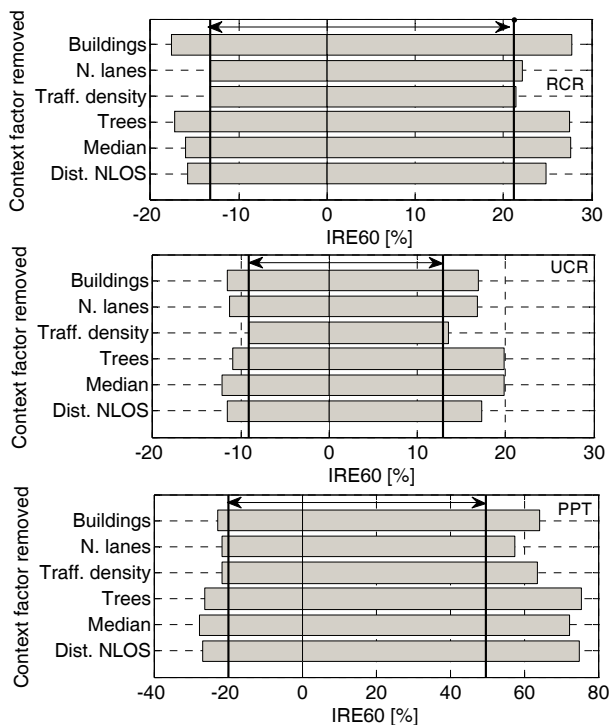 Context factor removed
Buildings
N. lanes
RCR
Traff. density
Trees
Median
Dist. NLOS
-20 -10 0 10 20 30
IRE60 [%]
Context factor removed
UCR
Buildings
N. lanes
Traff. density
Trees
Median
Dist. NLOS
-20 -10 0 10 20 30
IRE60 [%]
Context factor removed
PPT
Buildings
N. lanes
Traff. density
Trees
Median
Dist. NLOS
-40 -20 0 20 40 60 80
IRE60 [%]